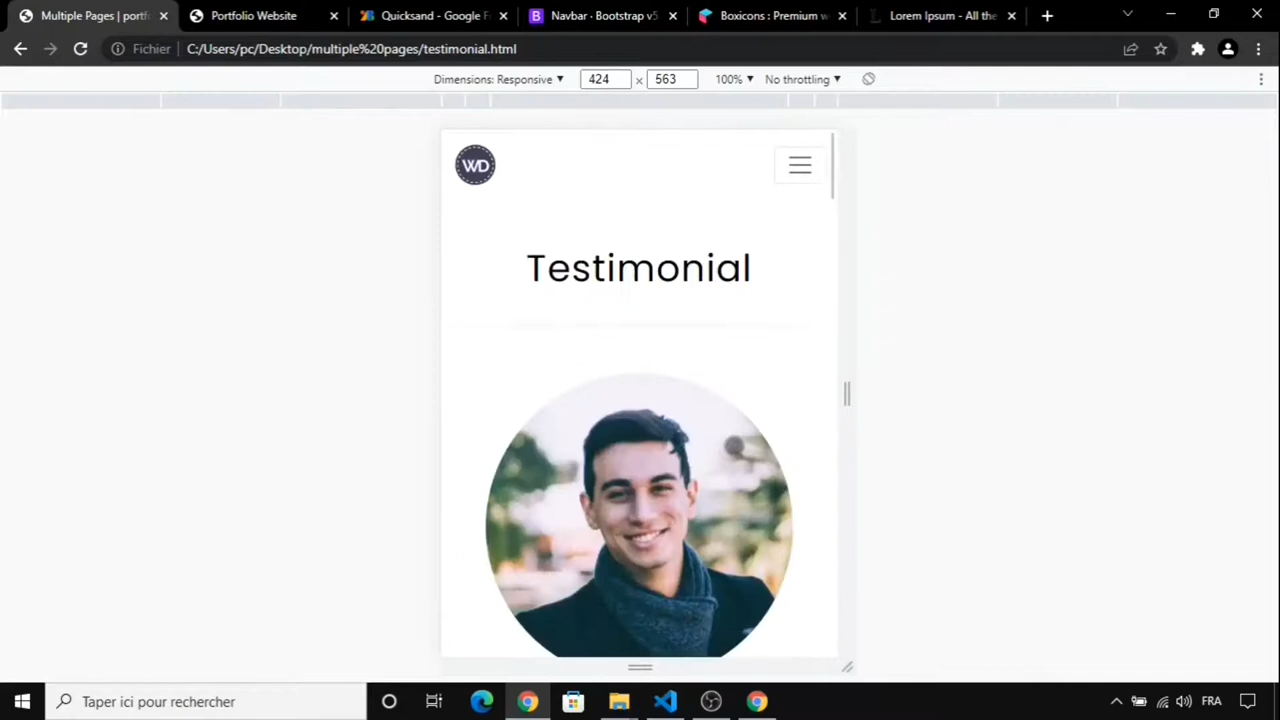 Multiple Pages | portf
Portfolio Website
Quicksand - Google F
Navbar · Bootstrap v5
Boxicons : Premium w
Lorem Ipsum - All the
Fichier
C:/Users/pc/Desktop/multiple%20pages/testimonial.html
Dimensions: Responsive
424 × 563
100%
No throttling
WD
Testimonial
Taper ici pour rechercher
FRA